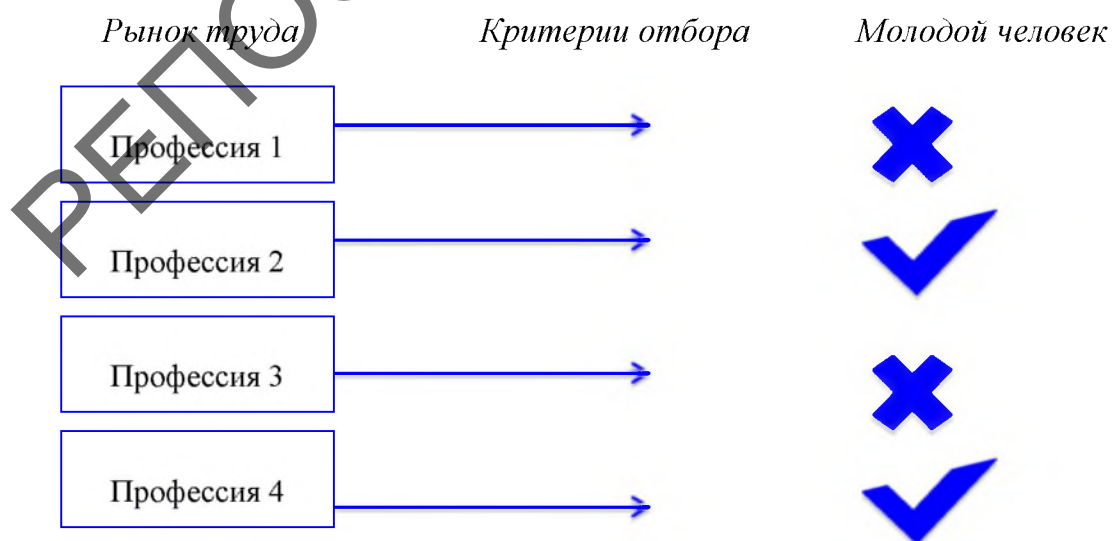 Рынок труда Критерии отбора Молодой человек
Профессия 1
Профессия 2
Профессия 3
Профессия 4